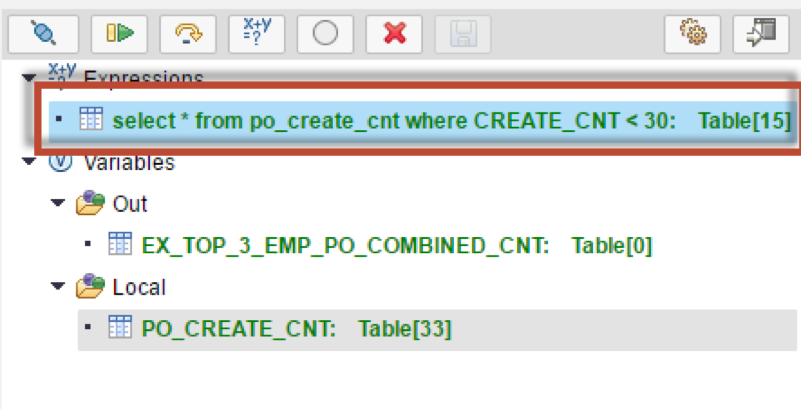 x+y
=?
x+y
=?
Expressions
select * from po_create_cnt where CREATE_CNT < 30: Table[15]
(V) Variables
Out
EX_TOP_3_EMP_PO_COMBINED_CNT: Table[0]
Local
PO_CREATE_CNT: Table[33]